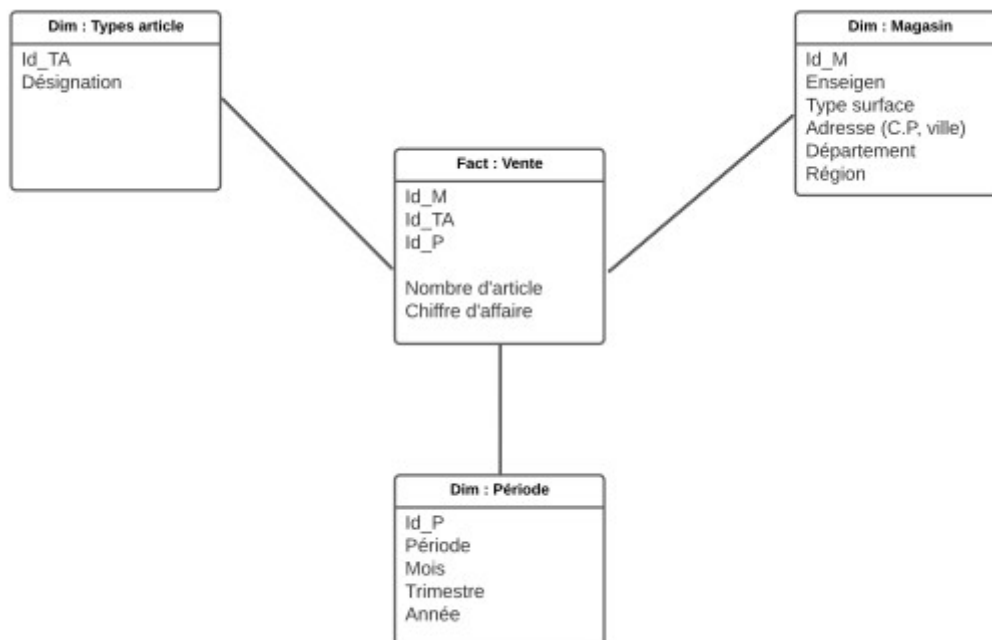 Dim : Types article
Id_TA
Désignation
Dim : Magasin
Id_M
Enseigen
Type surface
Adresse (C.P, ville)
Département
Région
Fact : Vente
Id_M
Id_TA
Id_P
Nombre d'article
Chiffre d'affaire
Dim : Période
Id_P
Période
Mois
Trimestre
Année